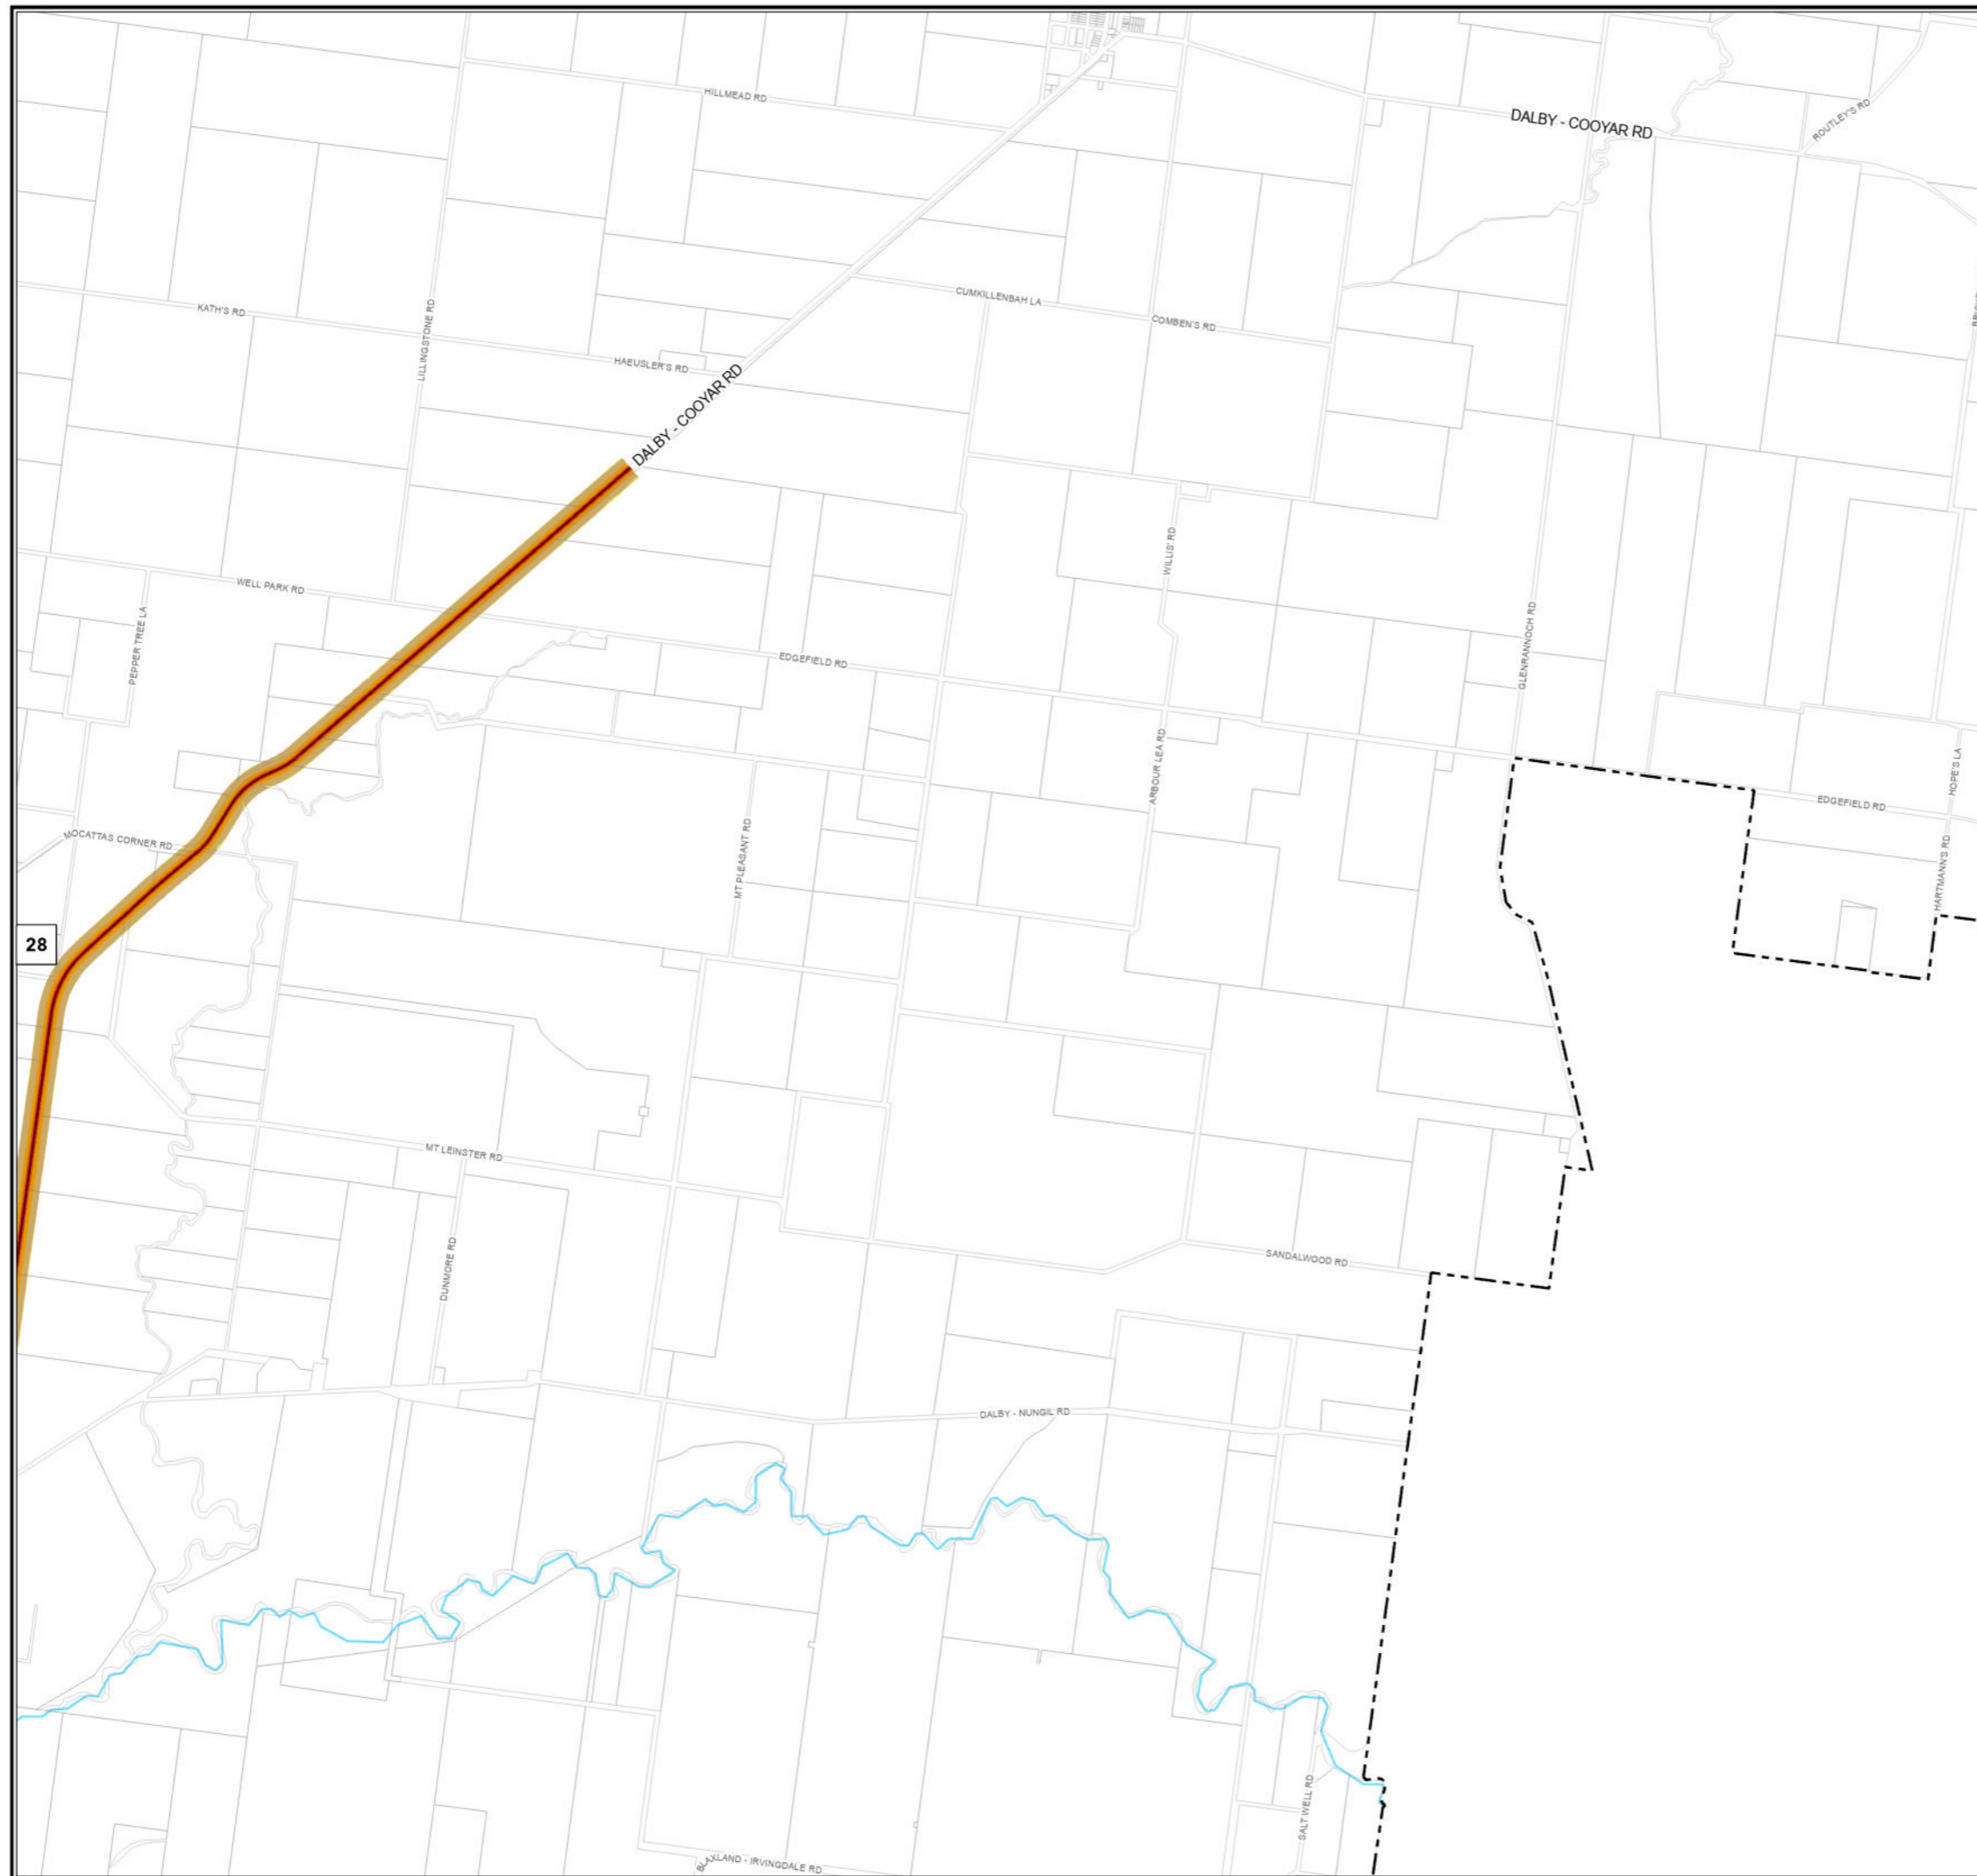 HILLMEAD RD
DALBY - COOYAR RD
ROUTLEY'S RD
KATH'S RD
LILLINGSTONE RD
CUMKILLENBAH LA
COMBEN'S RD
HAEUSLER'S RD
DALBY - COOYAR RD
WILLIS' RD
WELL PARK RD
PEPPER TREE LA
EDGEFIELD RD
GLENRANNOCH RD
ARBOUR LEA RD
HOPE'S LA
EDGEFIELD RD
MOCATTAS CORNER RD
MT PLEASANT RD
HARTMANN'S RD
28
MT LEINSTER RD
DUNMORE RD
SANDALWOOD RD
DALBY - NUNGIL RD
SALTWELL RD
BLAXLAND - IRVINGDALE RD